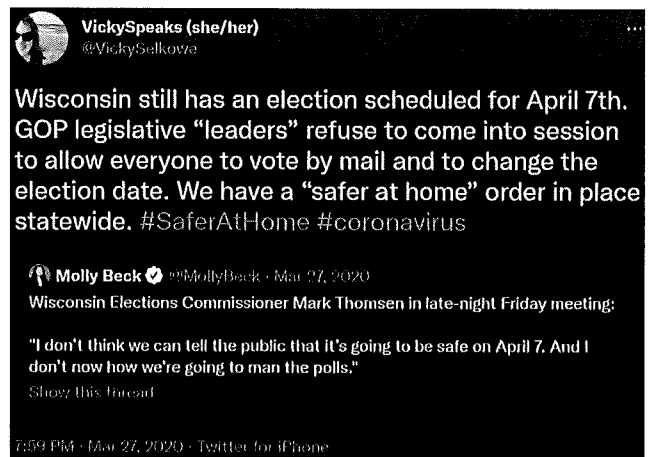 VickySpeaks (she/her)
@VickySelkowe
Wisconsin still has an election scheduled for April 7th.
GOP legislative “leaders” refuse to come into session
to allow everyone to vote by mail and to change the
election date. We have a “safer at home” order in place
statewide. #SaferAtHome #coronavirus
Molly Beck @MollyBeck · Mar 27, 2020
Wisconsin Elections Commissioner Mark Thomsen in late-night Friday meeting:
"I don't think we can tell the public that it's going to be safe on April 7. And I
don't now how we're going to man the polls."
Show this thread
7:59 PM · Mar 27, 2020 · Twitter for iPhone